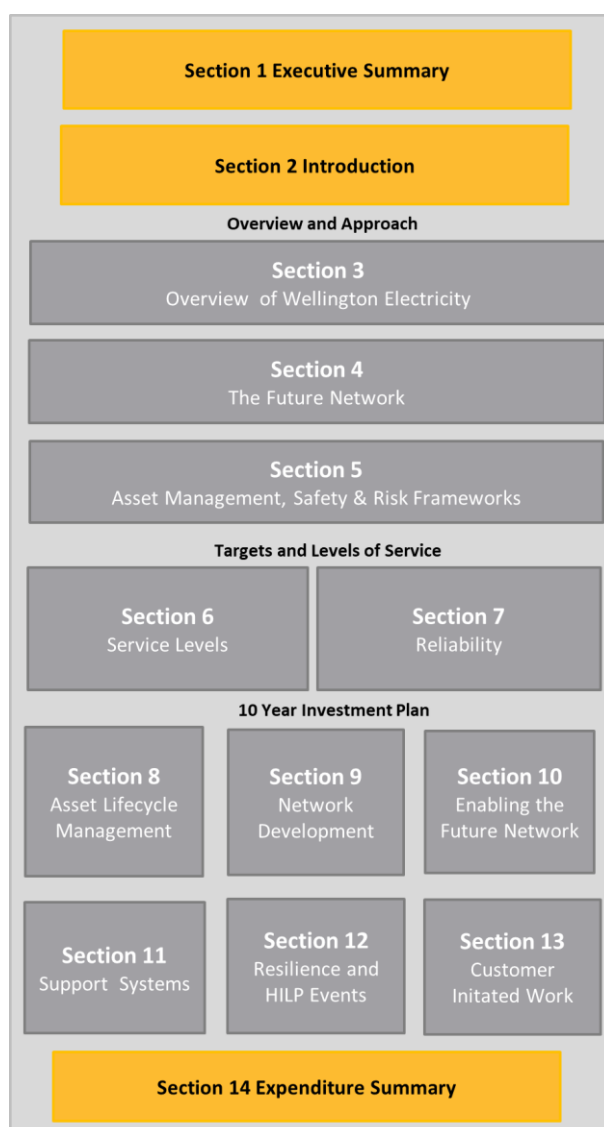 Section 1 Executive Summary
Section 2 Introduction
Overview and Approach
Section 3
Overview of Wellington Electricity
Section 4
The Future Network
Section 5
Asset Management, Safety & Risk Frameworks
Targets and Levels of Service
Section 6
Service Levels
Section 7
Reliability
10 Year Investment Plan
Section 8
Asset Lifecycle
Management
Section 9
Network
Development
Section 10
Enabling the
Future Network
Section 11
Support Systems
Section 12
Resilience and
HILP Events
Section 13
Customer
Initated Work
Section 14 Expenditure Summary